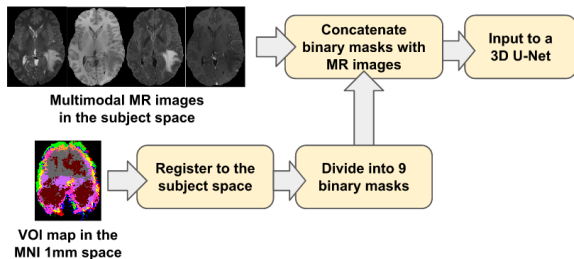 Concatenate
binary masks with
MR images
Input to a
3D U-Net
Multimodal MR images
in the subject space
Register to the
subject space
Divide into 9
binary masks
VOI map in the
MNI 1mm space